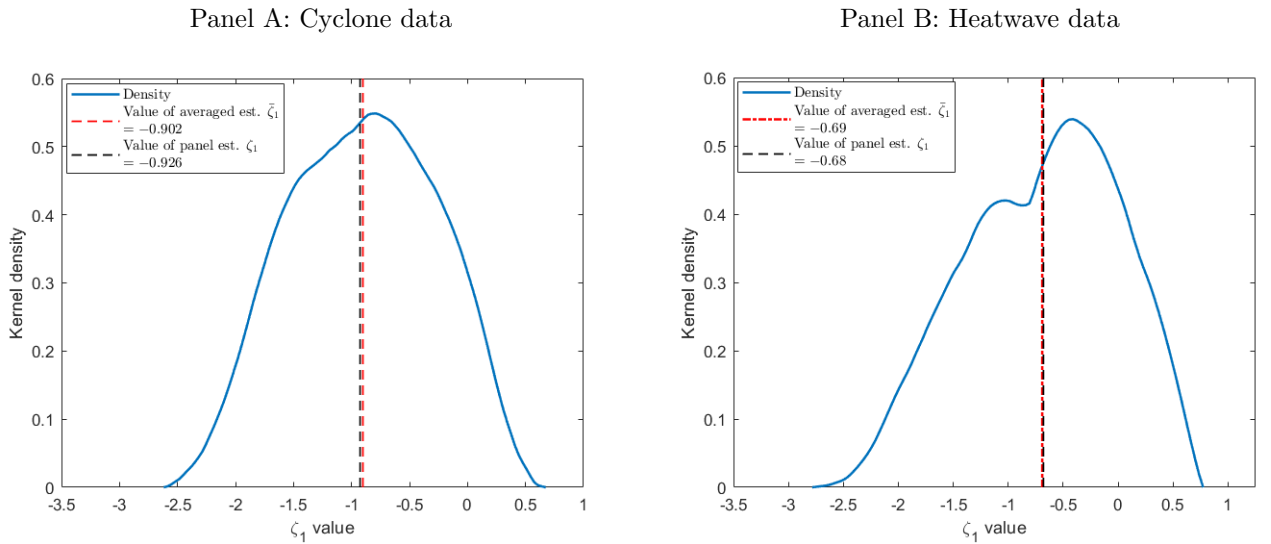 Panel A: Cyclone data
0.6
0.5
0.4
0.3
0.2
0.1
0
Kernel density
Density
Value of averaged est. ζ̄₁
= −0.902
Value of panel est. ζ₁
= −0.926
-3.5 -3 -2.5 -2 -1.5 -1 -0.5 0 0.5 1
ζ₁ value
Panel B: Heatwave data
0.6
0.5
0.4
0.3
0.2
0.1
0
Kernel density
Density
Value of averaged est. ζ̄₁
= −0.69
Value of panel est. ζ₁
= −0.68
-3.5 -3 -2.5 -2 -1.5 -1 -0.5 0 0.5 1
ζ₁ value